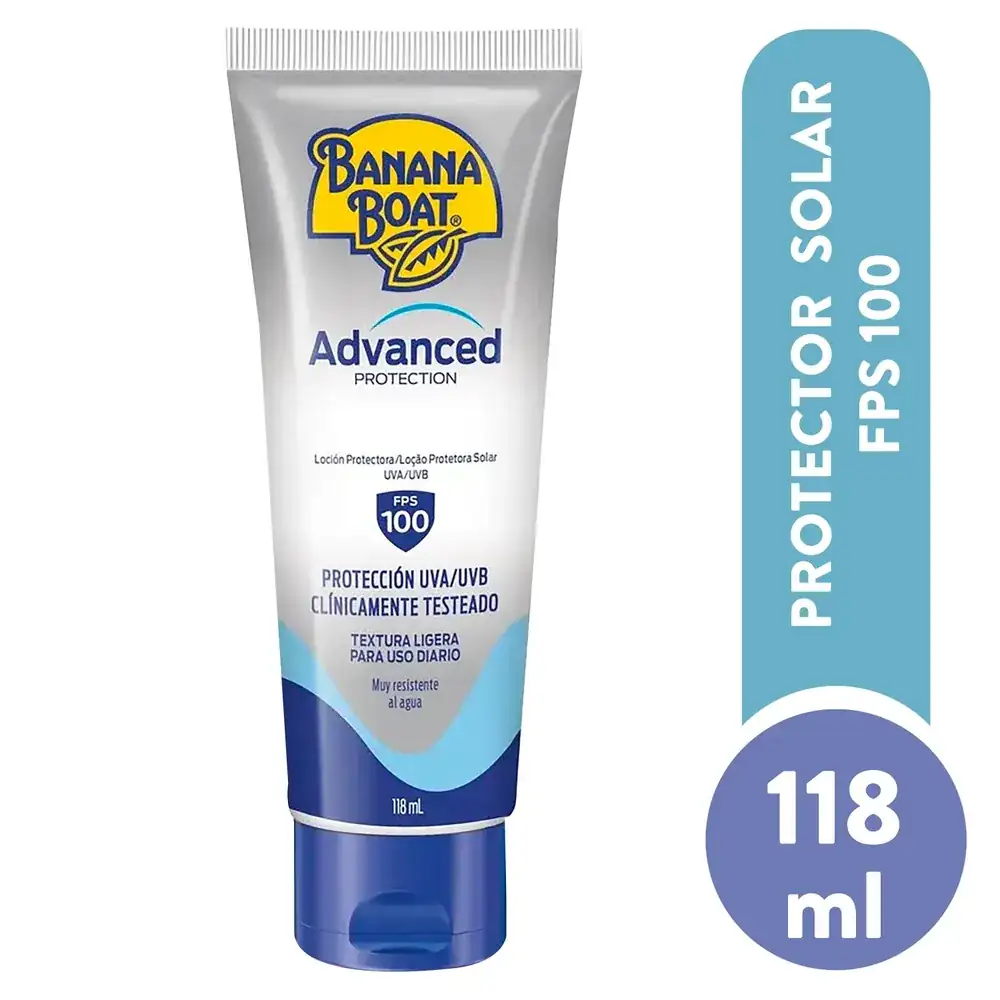 BANANA
BOAT®
Advanced
PROTECTION
Loción Protectora/Loção Protetora Solar
UVA/UVB
FPS
100
PROTECCIÓN UVA/UVB
CLÍNICAMENTE TESTEADO
TEXTURA LIGERA
PARA USO DIARIO
Muy resistente
al agua
118 mL
PROTECTOR SOLAR
FPS 100
118
ml